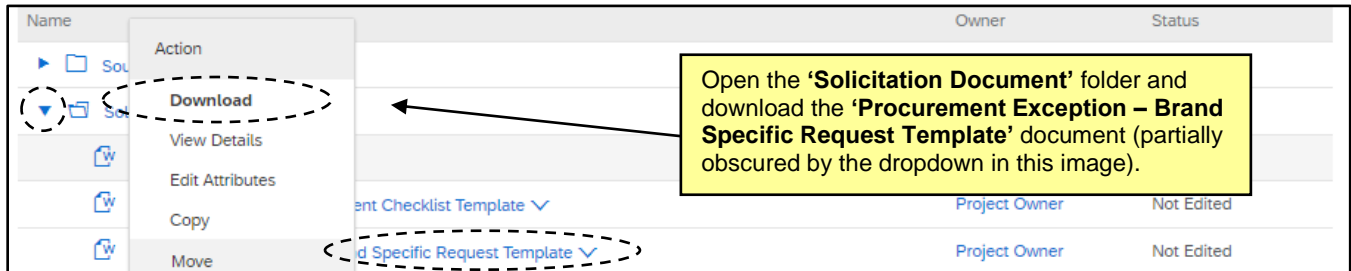 Name Owner Status
Action
Sou
Download
Sol
View Details
Edit Attributes
Copy
Move
ent Checklist Template Project Owner Not Edited
d Specific Request Template Project Owner Not Edited
Open the ‘Solicitation Document’ folder and
download the ‘Procurement Exception – Brand
Specific Request Template’ document (partially
obscured by the dropdown in this image).